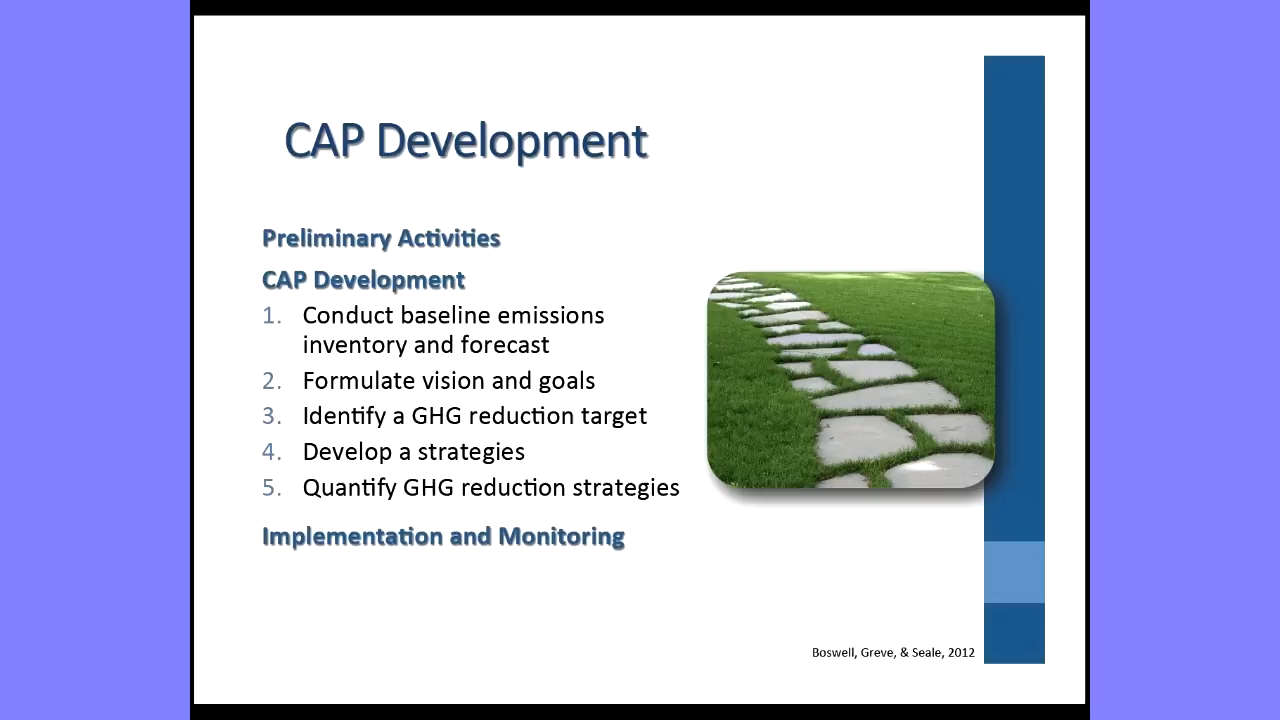 CAP Development
Preliminary Activities
CAP Development
1. Conduct baseline emissions
inventory and forecast
2. Formulate vision and goals
3. Identify a GHG reduction target
4. Develop a strategies
5. Quantify GHG reduction strategies
Implementation and Monitoring
Boswell, Greve, & Seale, 2012